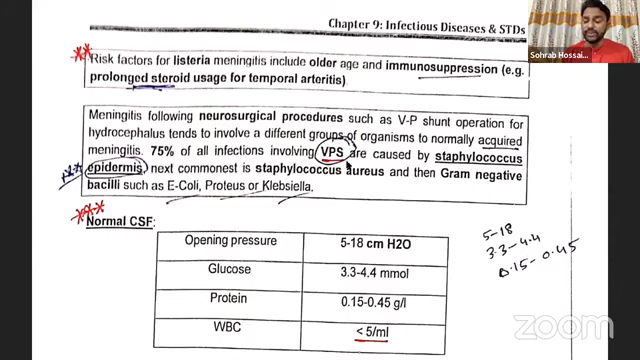 Chapter 9: Infectious Diseases & STDs
Sohrab Hossai...
** Risk factors for listeria meningitis include older age and immunosuppression (e.g.
prolonged steroid usage for temporal arteritis).
Meningitis following neurosurgical procedures such as V-P shunt operation for
hydrocephalus tends to involve a different groups of organisms to normally acquired
meningitis. 75% of all infections involving VPS are caused by staphylococcus
*** epidermis, next commonest is staphylococcus aureus and then Gram negative
bacilli such as E-Coli, Proteus or Klebsiella.
***
Normal CSF:
Opening pressure 5-18 cm H2O
Glucose 3.3-4.4 mmol
Protein 0.15-0.45 g/l
WBC < 5/ml
5-18
3.3-4.4
0.15-0.45
zoom